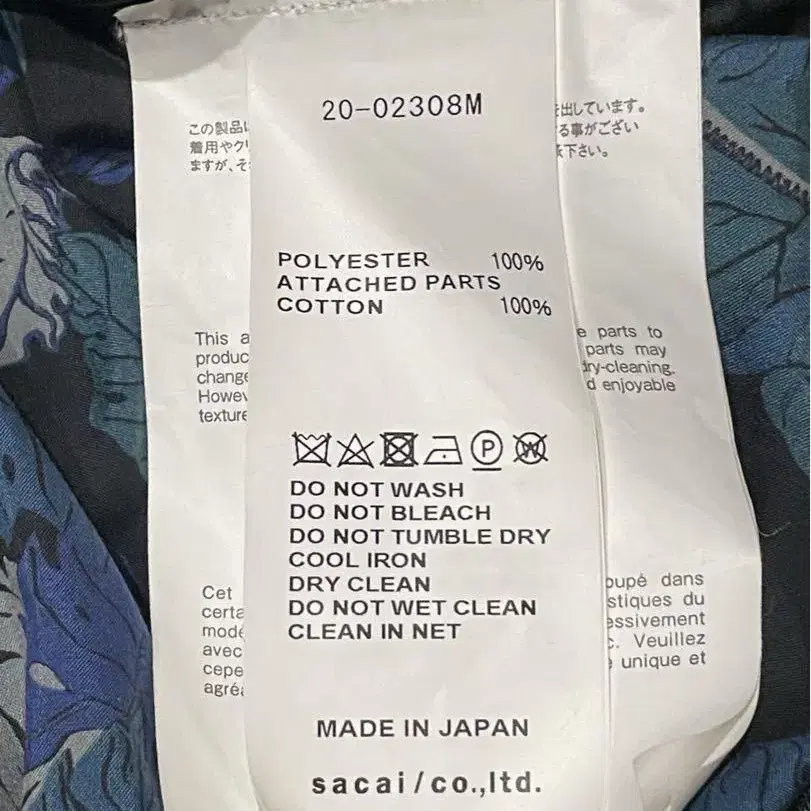 20-02308M
この製品は
着用やク
ますが、そ
出しています。
る事がござい
下さい。
POLYESTER 100%
ATTACHED PARTS
COTTON 100%
This a
produc
change
Howev
texture
e parts to
parts may
dry-cleaning.
d enjoyable
P W
DO NOT WASH
DO NOT BLEACH
DO NOT TUMBLE DRY
COOL IRON
DRY CLEAN
DO NOT WET CLEAN
CLEAN IN NET
Cet
certa
modé
avec
cepe
agré
oupé dans
stiques du
essivement
Veuillez
unique et
MADE IN JAPAN
sacai/co.,ltd.